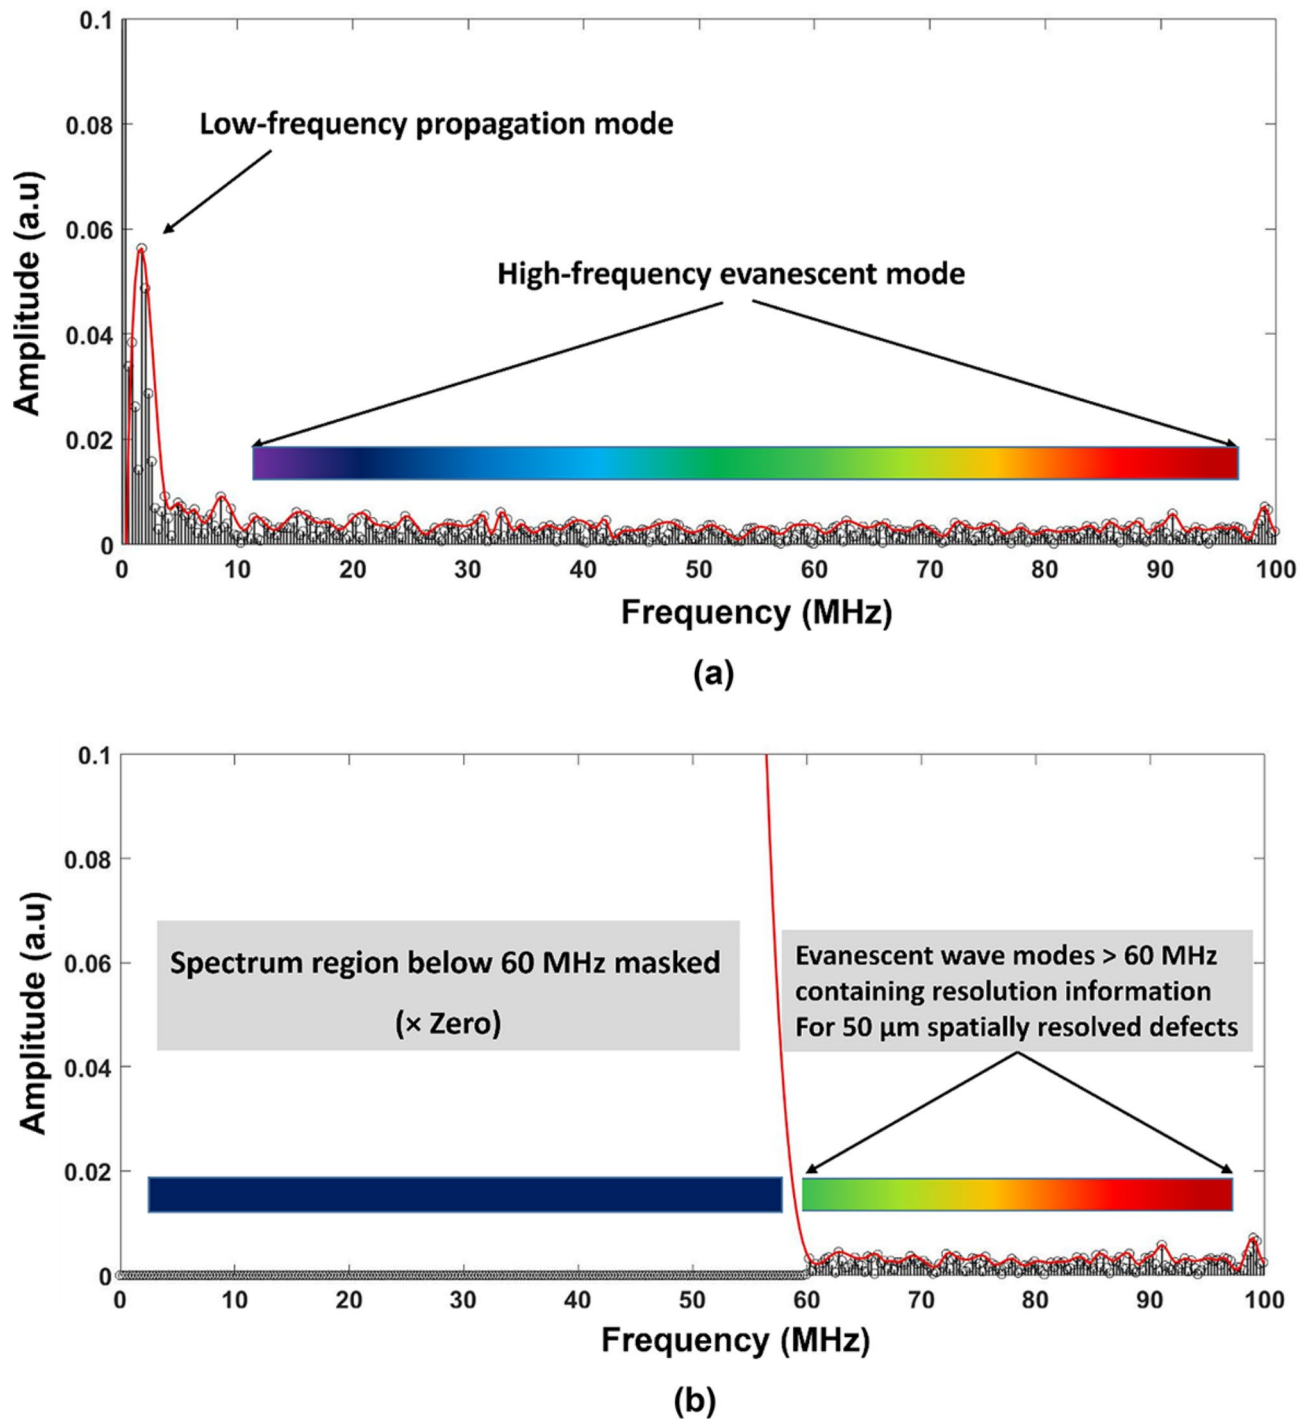 0.1
Low-frequency propagation mode
0.08
0.06
High-frequency evanescent mode
0.04
0.02
0
Amplitude (a.u)
0 10 20 30 40 50 60 70 80 90 100
Frequency (MHz)
(a)
0.1
0.08
0.06
0.04
0.02
0
Amplitude (a.u)
Spectrum region below 60 MHz masked
(× Zero)
Evanescent wave modes > 60 MHz
containing resolution information
For 50 μm spatially resolved defects
0 10 20 30 40 50 60 70 80 90 100
Frequency (MHz)
(b)